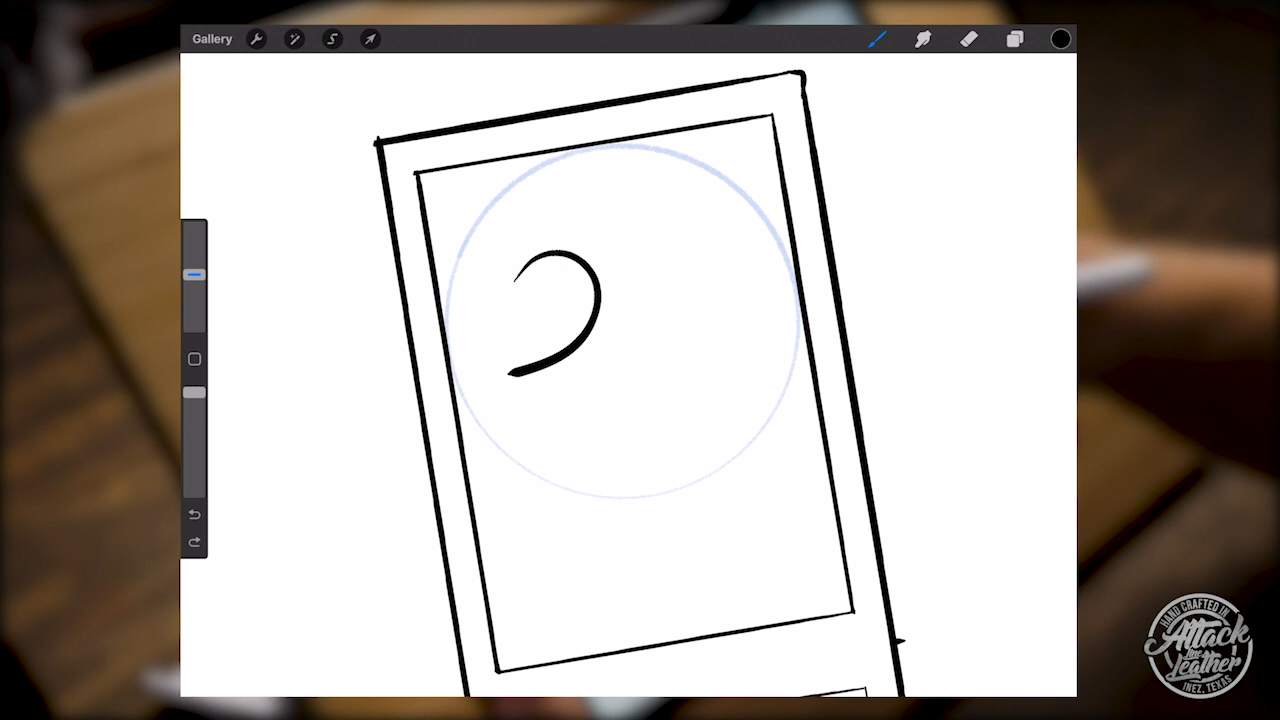 Gallery
HAND CRAFTED IN
Attack
the
Leather
INEZ, TEXAS